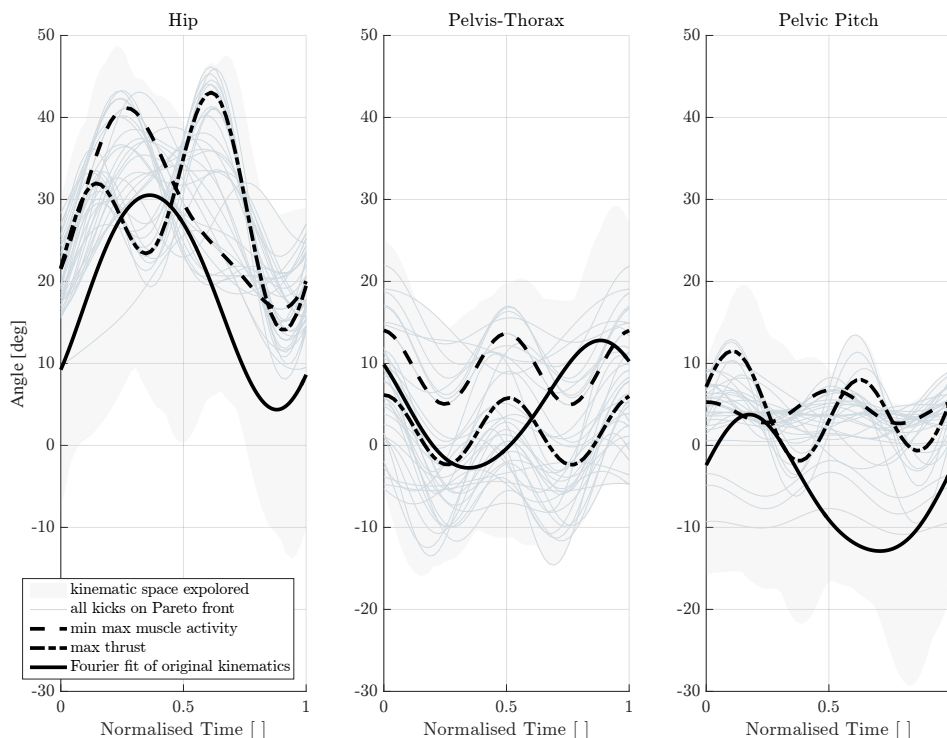 Hip
Pelvis-Thorax
Pelvic Pitch
50
40
30
20
10
0
-10
-20
-30
50
40
30
20
10
0
-10
-20
-30
50
40
30
20
10
0
-10
-20
-30
Angle [deg]
kinematic space expolored
all kicks on Pareto front
min max muscle activity
max thrust
Fourier fit of original kinematics
0 0.5 1
0 0.5 1
0 0.5
Normalised Time [ ]
Normalised Time [ ]
Normalised Time [ ]